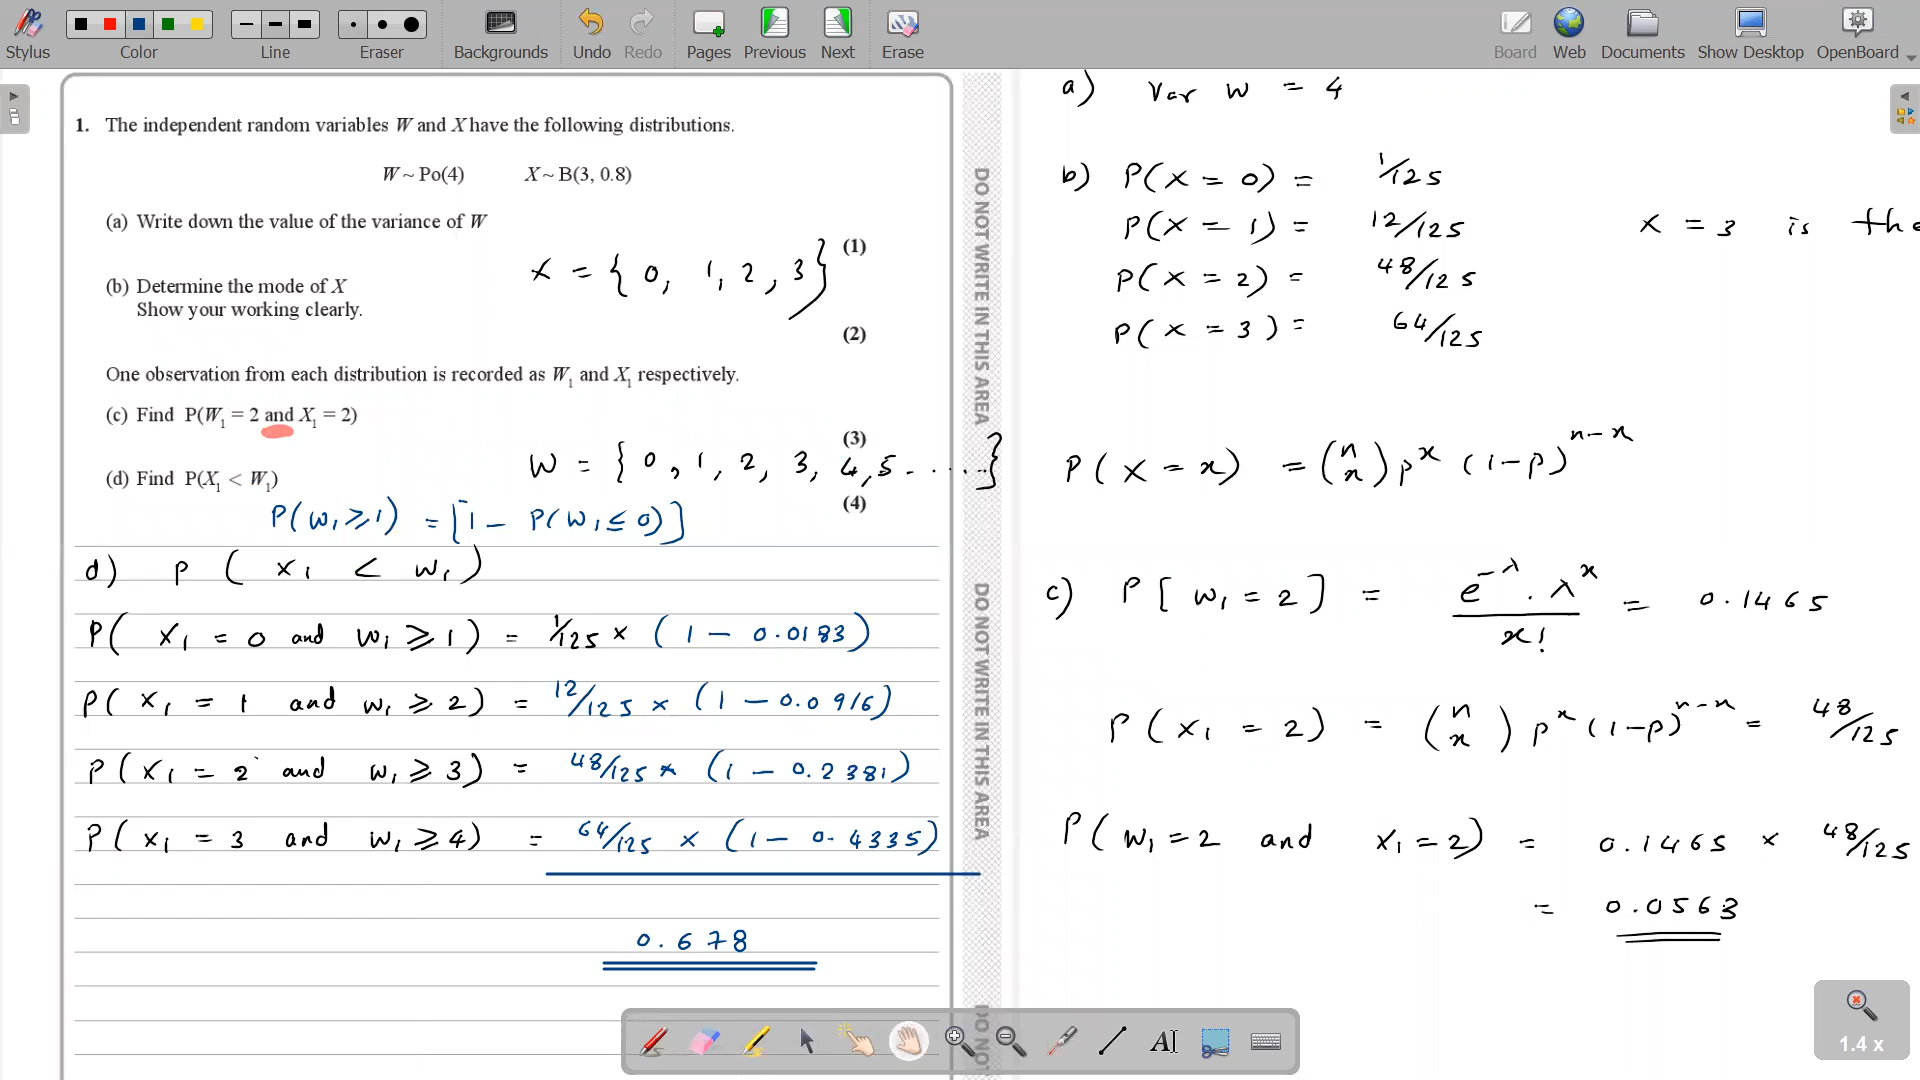 Stylus Color Line Eraser Backgrounds Undo Redo Pages Previous Next Erase Board Web Documents Show Desktop OpenBoard
1. The independent random variables W and X have the following distributions.
W ~ Po(4) X ~ B(3, 0.8)
(a) Write down the value of the variance of W
(1)
X = { 0, 1, 2, 3}
(b) Determine the mode of X
Show your working clearly.
(2)
One observation from each distribution is recorded as W₁ and X₁ respectively.
(c) Find P(W₁ = 2 and X₁ = 2)
(3)
W = { 0, 1, 2, 3, 4, 5 . . . . . }
(d) Find P(X₁ < W₁)
(4)
P(W₁ ≥ 1) = [1 – P(W₁ ≤ 0)]
d) P ( X₁ < W₁ )
P( X₁ = 0 and W₁ ≥ 1) = 1/125 × (1 – 0.0183)
P( X₁ = 1 and W₁ ≥ 2) = 12/125 × (1 – 0.0916)
P( X₁ = 2 and W₁ ≥ 3) = 48/125 × (1 – 0.2381)
P( X₁ = 3 and W₁ ≥ 4) = 64/125 × (1 – 0.4335)
0.678
DO NOT WRITE IN THIS AREA
DO NOT WRITE IN THIS AREA
DO NOT
a) Var W = 4
b) P(X = 0) = 1/125
P(X = 1) = 12/125
X = 3 is the
P(X = 2) = 48/125
P(X = 3) = 64/125
P(X = x) = (n x) pˣ (1–p)ⁿ⁻ˣ
c) P[W₁ = 2] = e^–λ . λˣ / x! = 0.1465
P(X₁ = 2) = (n x) pˣ (1–p)ⁿ⁻ˣ = 48/125
P(W₁ = 2 and X₁ = 2) = 0.1465 × 48/125
= 0.0563
1.4 x